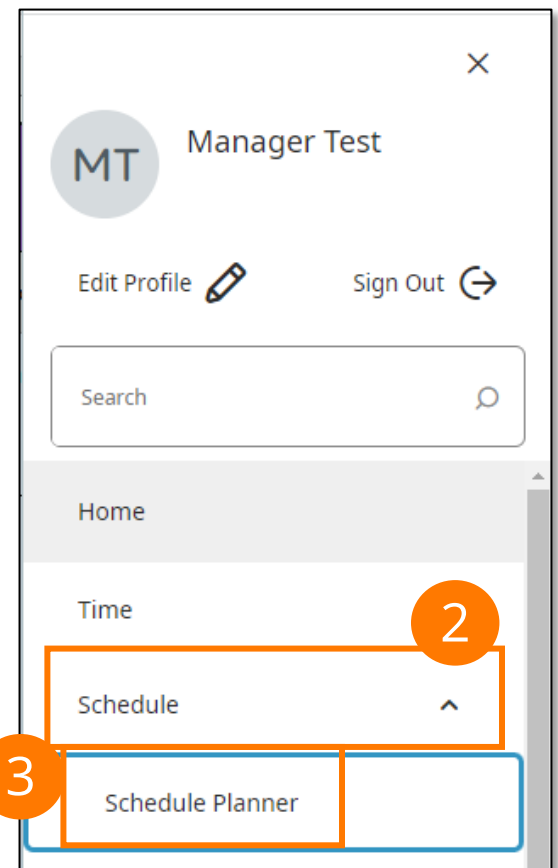 Manager Test
MT
Edit Profile
Sign Out
Search
Home
Time
2
Schedule
3
Schedule Planner